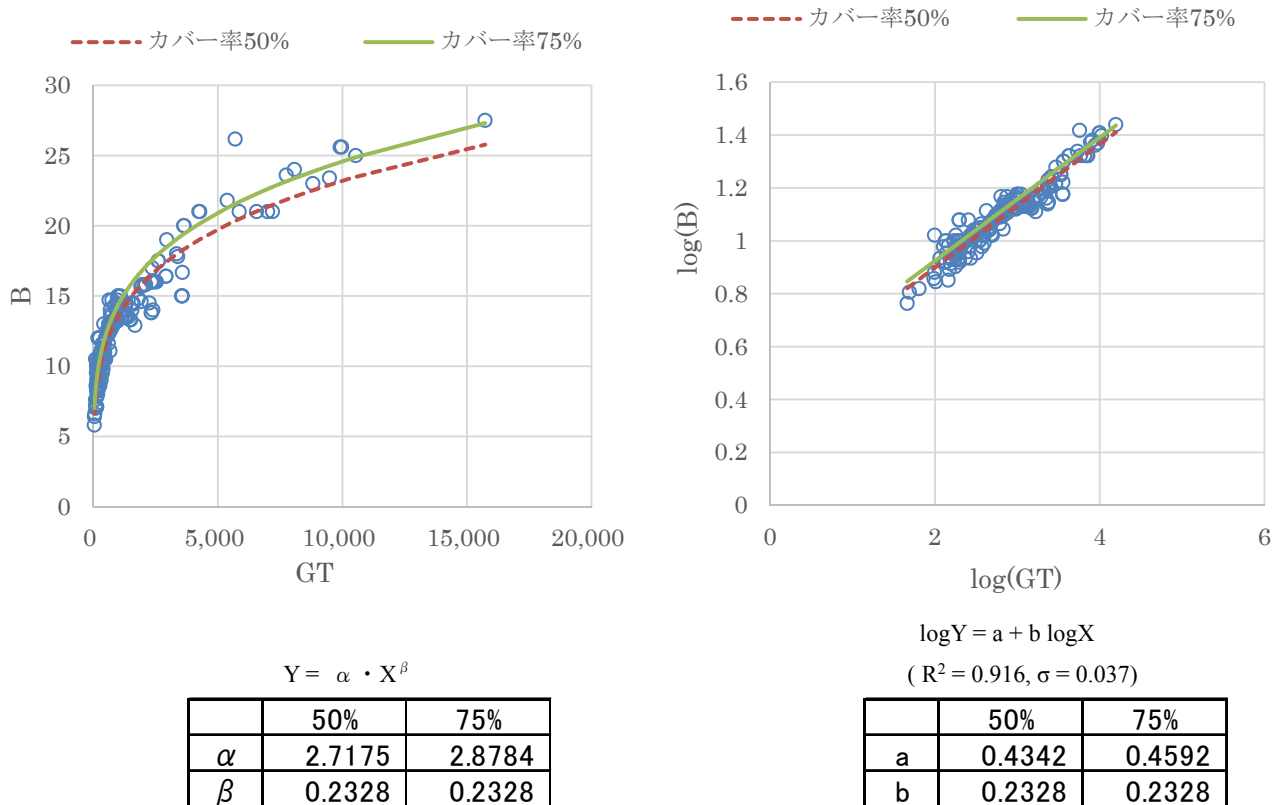 カバー率50% カバー率75%
30
25
20
15
10
5
0
B
0 5,000 10,000 15,000 20,000
GT
Y = α ・ X^β
50% 75%
α 2.7175 2.8784
β 0.2328 0.2328
カバー率50% カバー率75%
1.6
1.4
1.2
1
0.8
0.6
0.4
0.2
0
log(B)
0 2 4 6
log(GT)
logY = a + b logX
( R² = 0.916, σ = 0.037)
50% 75%
a 0.4342 0.4592
b 0.2328 0.2328